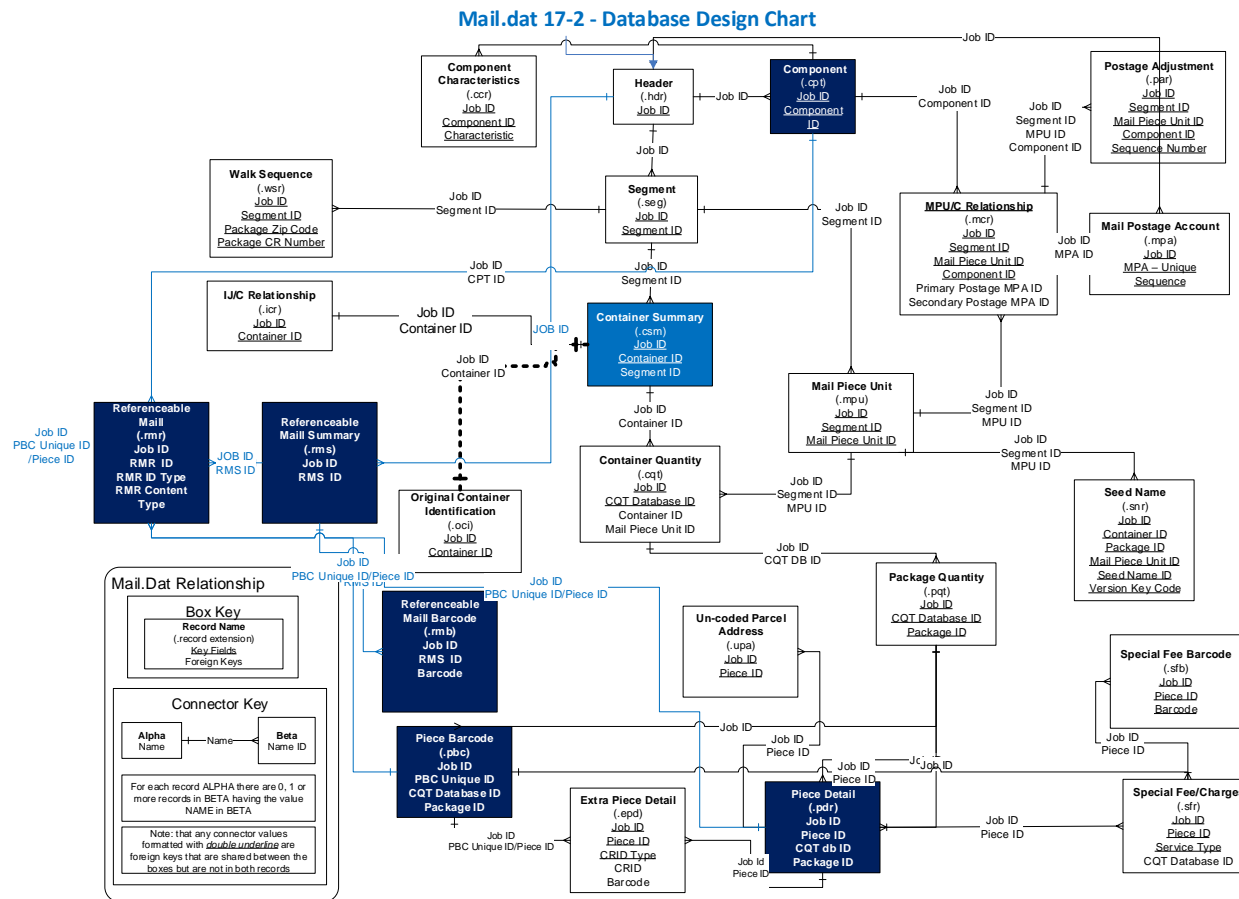 Mail.dat 17-2 - Database Design Chart
Job ID
Component
Characteristics
(.ccr)
Job ID
Component ID
Characteristic
Header
(.hdr)
Job ID
Job ID
Component
(.cpt)
Job ID
Component
ID
Job ID
Component ID
Job ID
Segment ID
MPU ID
Component ID
Postage Adjustment
(.par)
Job ID
Segment ID
Mail Piece Unit ID
Component ID
Sequence Number
Job ID
Walk Sequence
(.wsr)
Job ID
Segment ID
Package Zip Code
Package CR Number
Job ID
Segment ID
Segment
(.seg)
Job ID
Segment ID
Job ID
Segment ID
MPU/C Relationship
(.mcr)
Job ID
Segment ID
Mail Piece Unit ID
Component ID
Primary Postage MPA ID
Secondary Postage MPA ID
Job ID
MPA ID
Mail Postage Account
(.mpa)
Job ID
MPA – Unique
Sequence
Job ID
CPT ID
Job ID
Segment ID
IJ/C Relationship
(.icr)
Job ID
Container ID
Job ID
Container ID
JOB ID
Container Summary
(.csm)
Job ID
Container ID
Segment ID
Job ID
Container ID
Job ID
Segment ID
MPU ID
Mail Piece Unit
(.mpu)
Job ID
Segment ID
Mail Piece Unit ID
Job ID
PBC Unique ID
/Piece ID
Referenceable
Maill
(.rmr)
Job ID
RMR ID
RMR ID Type
RMR Content
Type
JOB ID
RMS ID
Referenceable
Maill Summary
(.rms)
Job ID
RMS ID
Job ID
Container ID
Job ID
Segment ID
MPU ID
Container Quantity
(.cqt)
Job ID
CQT Database ID
Container ID
Mail Piece Unit ID
Job ID
Segment ID
MPU ID
Seed Name
(.snr)
Job ID
Container ID
Package ID
Mail Piece Unit ID
Seed Name ID
Version Key Code
Original Container
Identification
(.oci)
Job ID
Container ID
Job ID
CQT DB ID
Job ID
PBC Unique ID/Piece ID
RMS ID
Job ID
PBC Unique ID/Piece ID
Package Quantity
(.pqt)
Job ID
CQT Database ID
Package ID
Mail.Dat Relationship
Box Key
Record Name
(.record extension)
Key Fields
Foreign Keys
Connector Key
Alpha
Name
Name
Beta
Name ID
For each record ALPHA there are 0, 1 or
more records in BETA having the value
NAME in BETA
Note: that any connector values
formatted with double underline are
foreign keys that are shared between the
boxes but are not in both records
Referenceable
Maill Barcode
(.rmb)
Job ID
RMS ID
Barcode
Un-coded Parcel
Address
(.upa)
Job ID
Piece ID
Special Fee Barcode
(.sfb)
Job ID
Piece ID
Barcode
Job ID
Job ID
Piece ID
Job ID
Piece ID
Piece Barcode
(.pbc)
Job ID
PBC Unique ID
CQT Database ID
Package ID
Job ID
Piece ID
Job ID
Job ID
PBC Unique ID/Piece ID
Extra Piece Detail
(.epd)
Job ID
Piece ID
CRID Type
CRID
Barcode
Job Id
Piece ID
Piece Detail
(.pdr)
Job ID
Piece ID
CQT db ID
Package ID
Job ID
Piece ID
Special Fee/Charges
(.sfr)
Job ID
Piece ID
Service Type
CQT Database ID